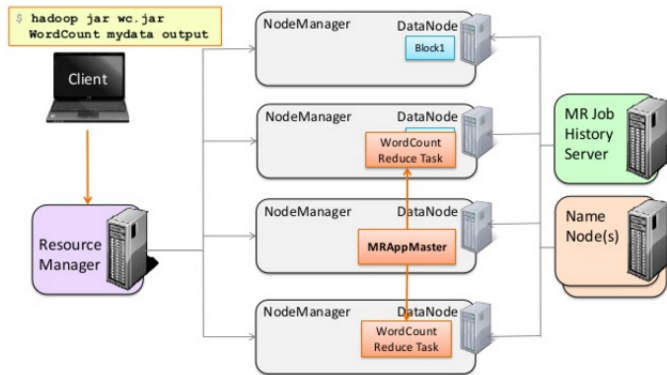 $ hadoop jar wc.jar
WordCount mydata output
Client
Resource
Manager
NodeManager
DataNode
Block1
NodeManager
DataNode
WordCount
Reduce Task
NodeManager
DataNode
MRAppMaster
NodeManager
DataNode
WordCount
Reduce Task
MR Job
History
Server
Name
Node(s)